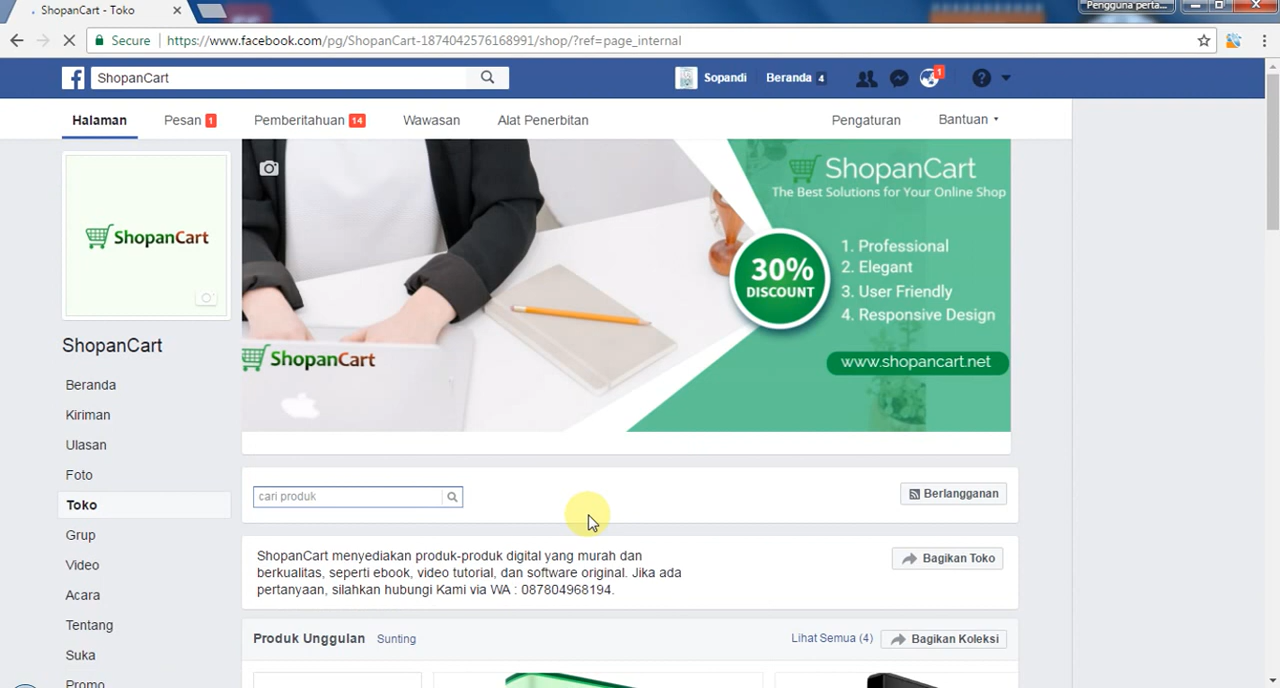 ShopanCart - Toko
Pengguna perta...
Secure https://www.facebook.com/pg/ShopanCart-1874042576168991/shop/?ref=page_internal
ShopanCart
Sopandi Beranda 4 1
Halaman Pesan 1 Pemberitahuan 14 Wawasan Alat Penerbitan Pengaturan Bantuan
ShopanCart
ShopanCart
The Best Solutions for Your Online Shop
30%
DISCOUNT
1. Professional
2. Elegant
3. User Friendly
4. Responsive Design
ShopanCart
www.shopancart.net
ShopanCart
Beranda
Kiriman
Ulasan
Foto
Toko
Grup
Video
Acara
Tentang
Suka
Promo
cari produk
Berlangganan
ShopanCart menyediakan produk-produk digital yang murah dan
berkualitas, seperti ebook, video tutorial, dan software original. Jika ada
pertanyaan, silahkan hubungi Kami via WA : 087804968194.
Bagikan Toko
Produk Unggulan Sunting Lihat Semua (4) Bagikan Koleksi